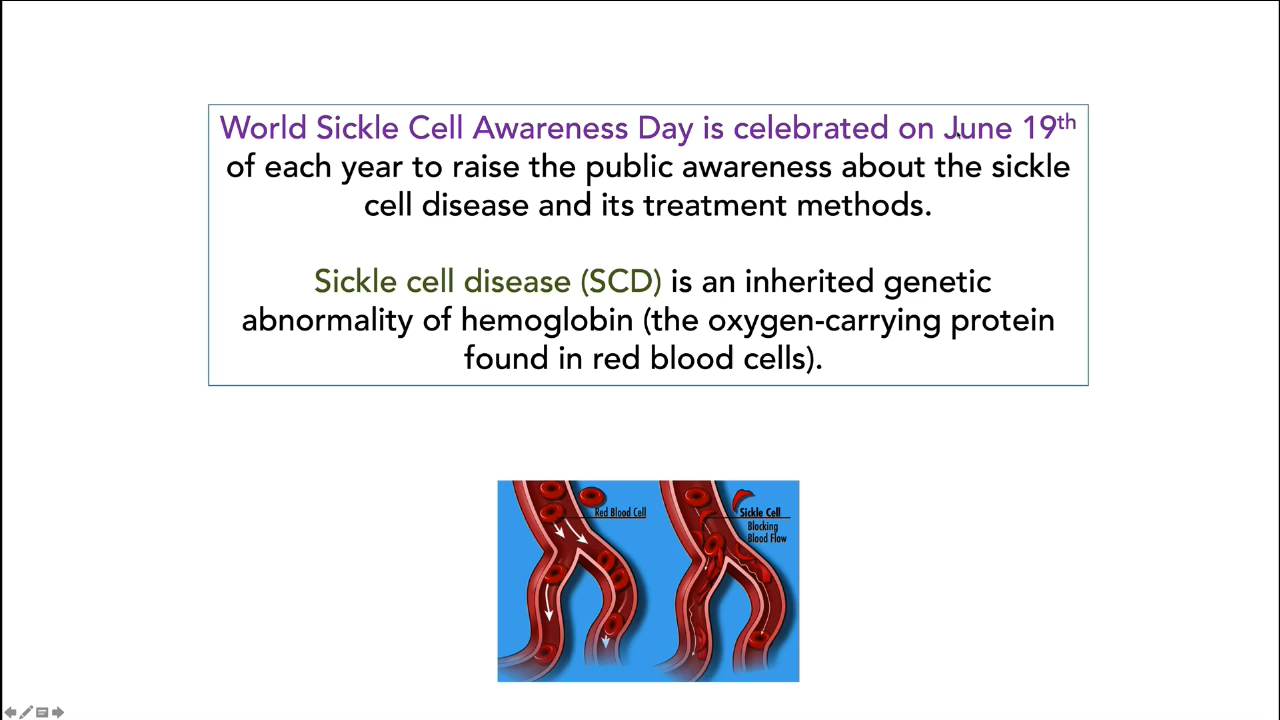 World Sickle Cell Awareness Day is celebrated on June 19th
of each year to raise the public awareness about the sickle
cell disease and its treatment methods.
Sickle cell disease (SCD) is an inherited genetic
abnormality of hemoglobin (the oxygen-carrying protein
found in red blood cells).
Red Blood Cell
Sickle Cell
Blocking
Blood Flow